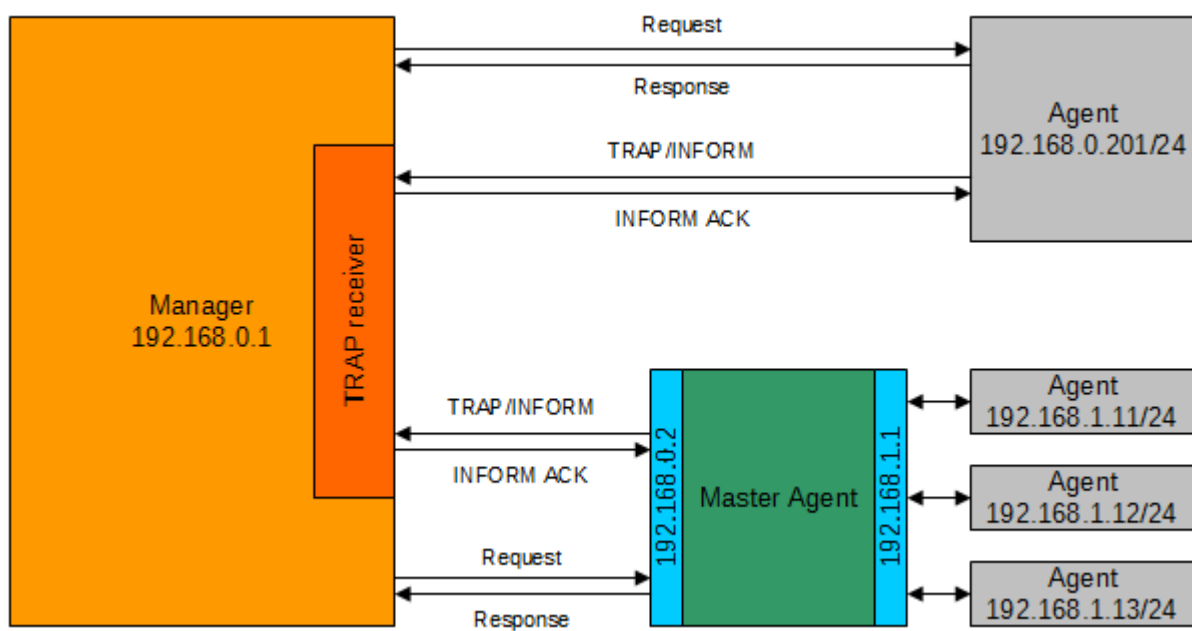 Request
Response
Agent
192.168.0.201/24
TRAP/INFORM
INFORM ACK
Manager
192.168.0.1
TRAP receiver
TRAP/INFORM
INFORM ACK
Request
Response
192.168.0.2
Master Agent
192.168.1.1
Agent
192.168.1.11/24
Agent
192.168.1.12/24
Agent
192.168.1.13/24